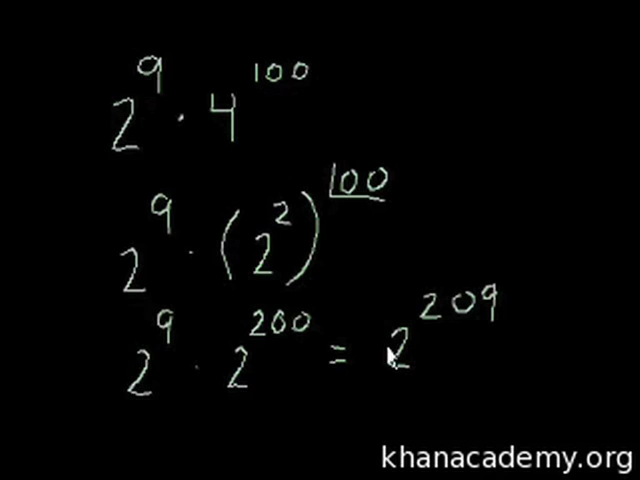 2^9 · 4^100
2^9 · (2^2)^100
2^9 · 2^200 = 2^209
khanacademy.org